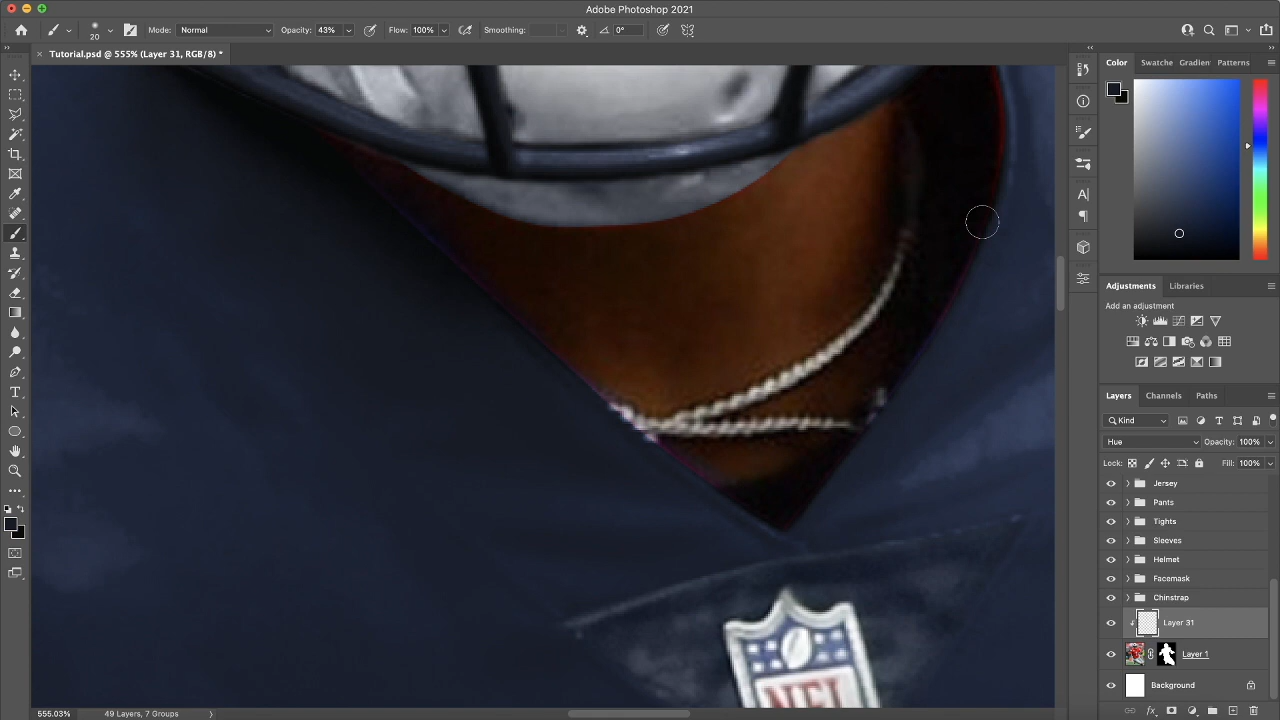 Adobe Photoshop 2021
20
Mode: Normal
Opacity: 43%
Flow: 100%
Smoothing:
0°
× Tutorial.psd @ 555% (Layer 31, RGB/8) *
Color
Swatche
Gradien
Patterns
Adjustments
Libraries
Add an adjustment
Layers
Channels
Paths
Kind
Hue
Opacity: 100%
Lock:
Fill: 100%
Jersey
Pants
Tights
Sleeves
Helmet
Facemask
Chinstrap
Layer 31
Layer 1
Background
NFL
555.03%
49 Layers, 7 Groups